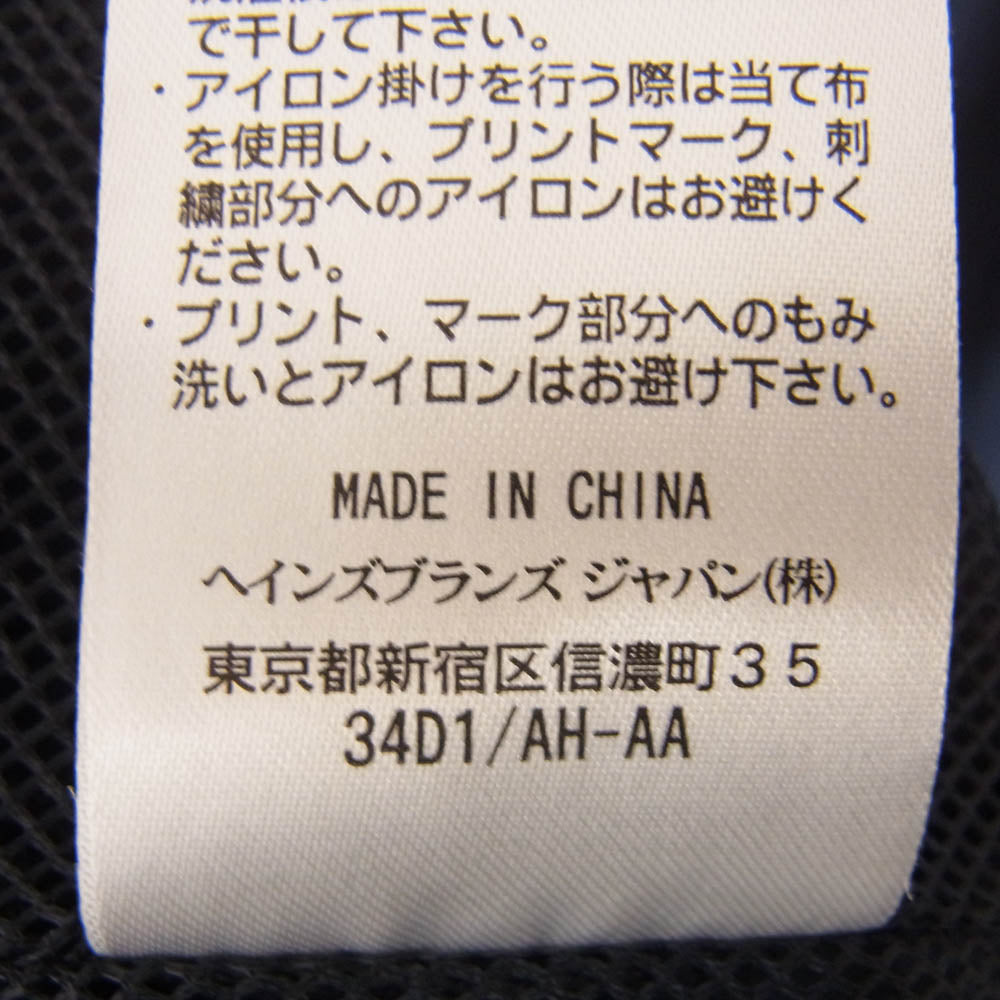 で干して下さい。
・アイロン掛けを行う際は当て布
を使用し、プリントマーク、刺
繍部分へのアイロンはお避けく
ださい。
・プリント、マーク部分へのもみ
洗いとアイロンはお避け下さい。
MADE IN CHINA
ヘインズブランズ ジャパン(株)
東京都新宿区信濃町３５
34D1/AH-AA